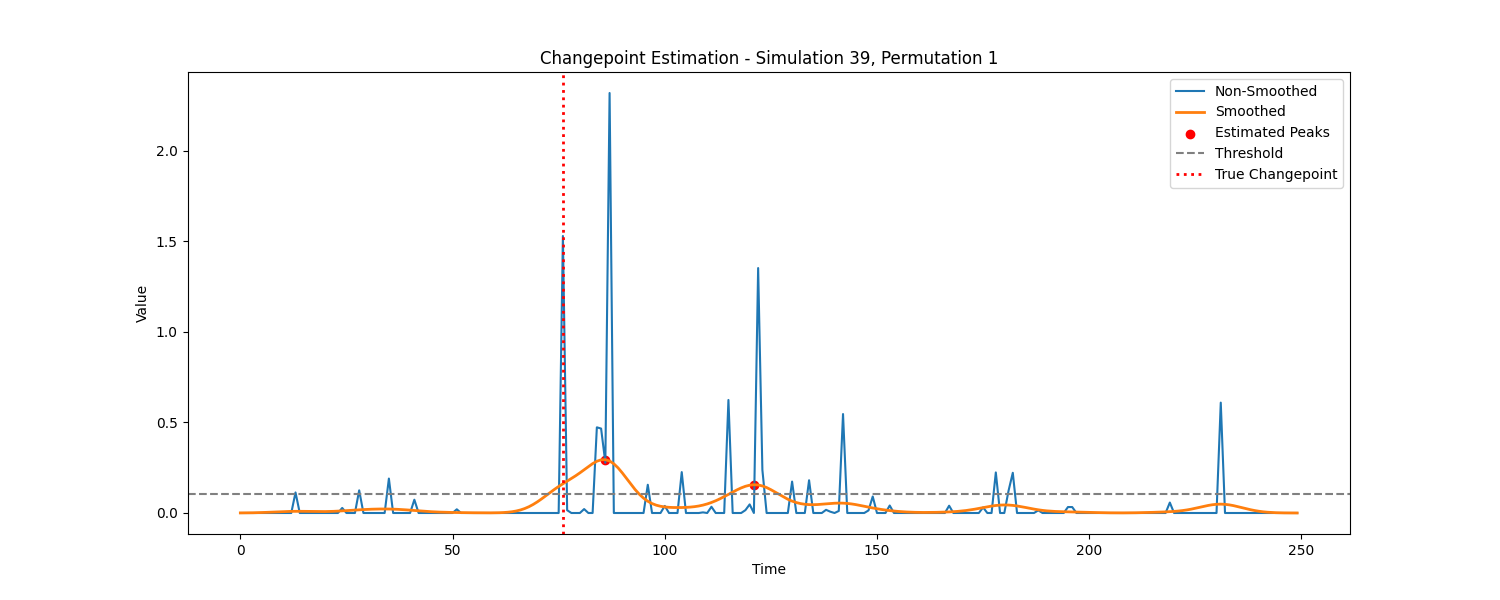 Changepoint Estimation - Simulation 39, Permutation 1
Non-Smoothed
Smoothed
Estimated Peaks
Threshold
True Changepoint
2.0
1.5
1.0
0.5
0.0
Value
0
50
100
150
200
250
Time